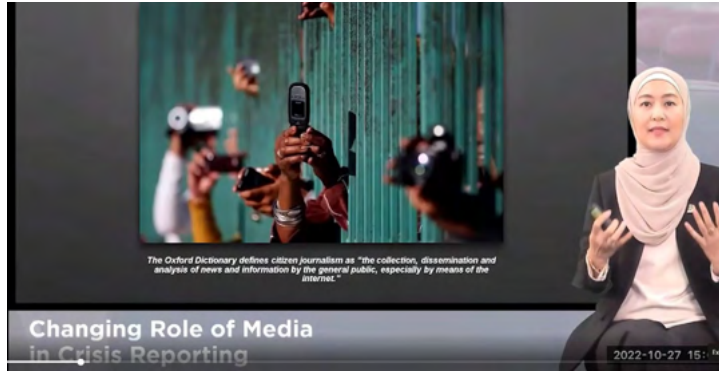 The Oxford Dictionary defines citizen journalism as "the collection, dissemination and
analysis of news and information by the general public, especially by means of the
internet."
Changing Role of Media
in Crisis Reporting
2022-10-27 15: